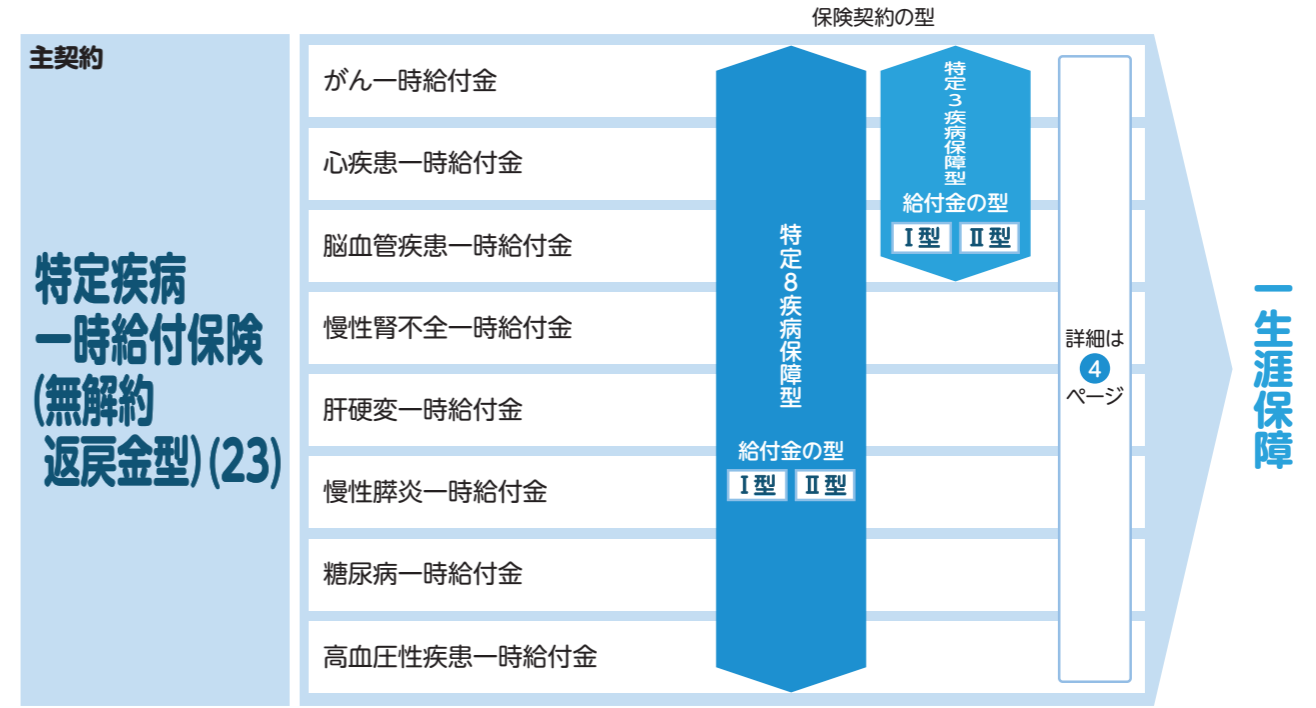 保険契約の型
主契約
特定疾病
一時給付保険
(無解約
返戻金型)(23)
がん一時給付金
心疾患一時給付金
脳血管疾患一時給付金
慢性腎不全一時給付金
肝硬変一時給付金
慢性膵炎一時給付金
糖尿病一時給付金
高血圧性疾患一時給付金
特定8疾病保障型
給付金の型
Ⅰ型 Ⅱ型
特定3疾病保障型
給付金の型
Ⅰ型 Ⅱ型
詳細は
4
ページ
一生涯保障